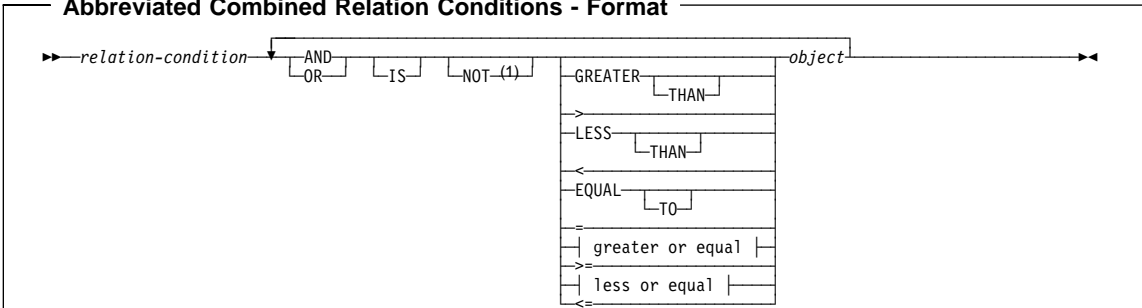 Abbreviated Combined Relation Conditions - Format
relation-condition AND object
OR IS NOT (1) GREATER
THAN
>
LESS
THAN
<
EQUAL
TO
=
greater or equal
>=
less or equal
<=